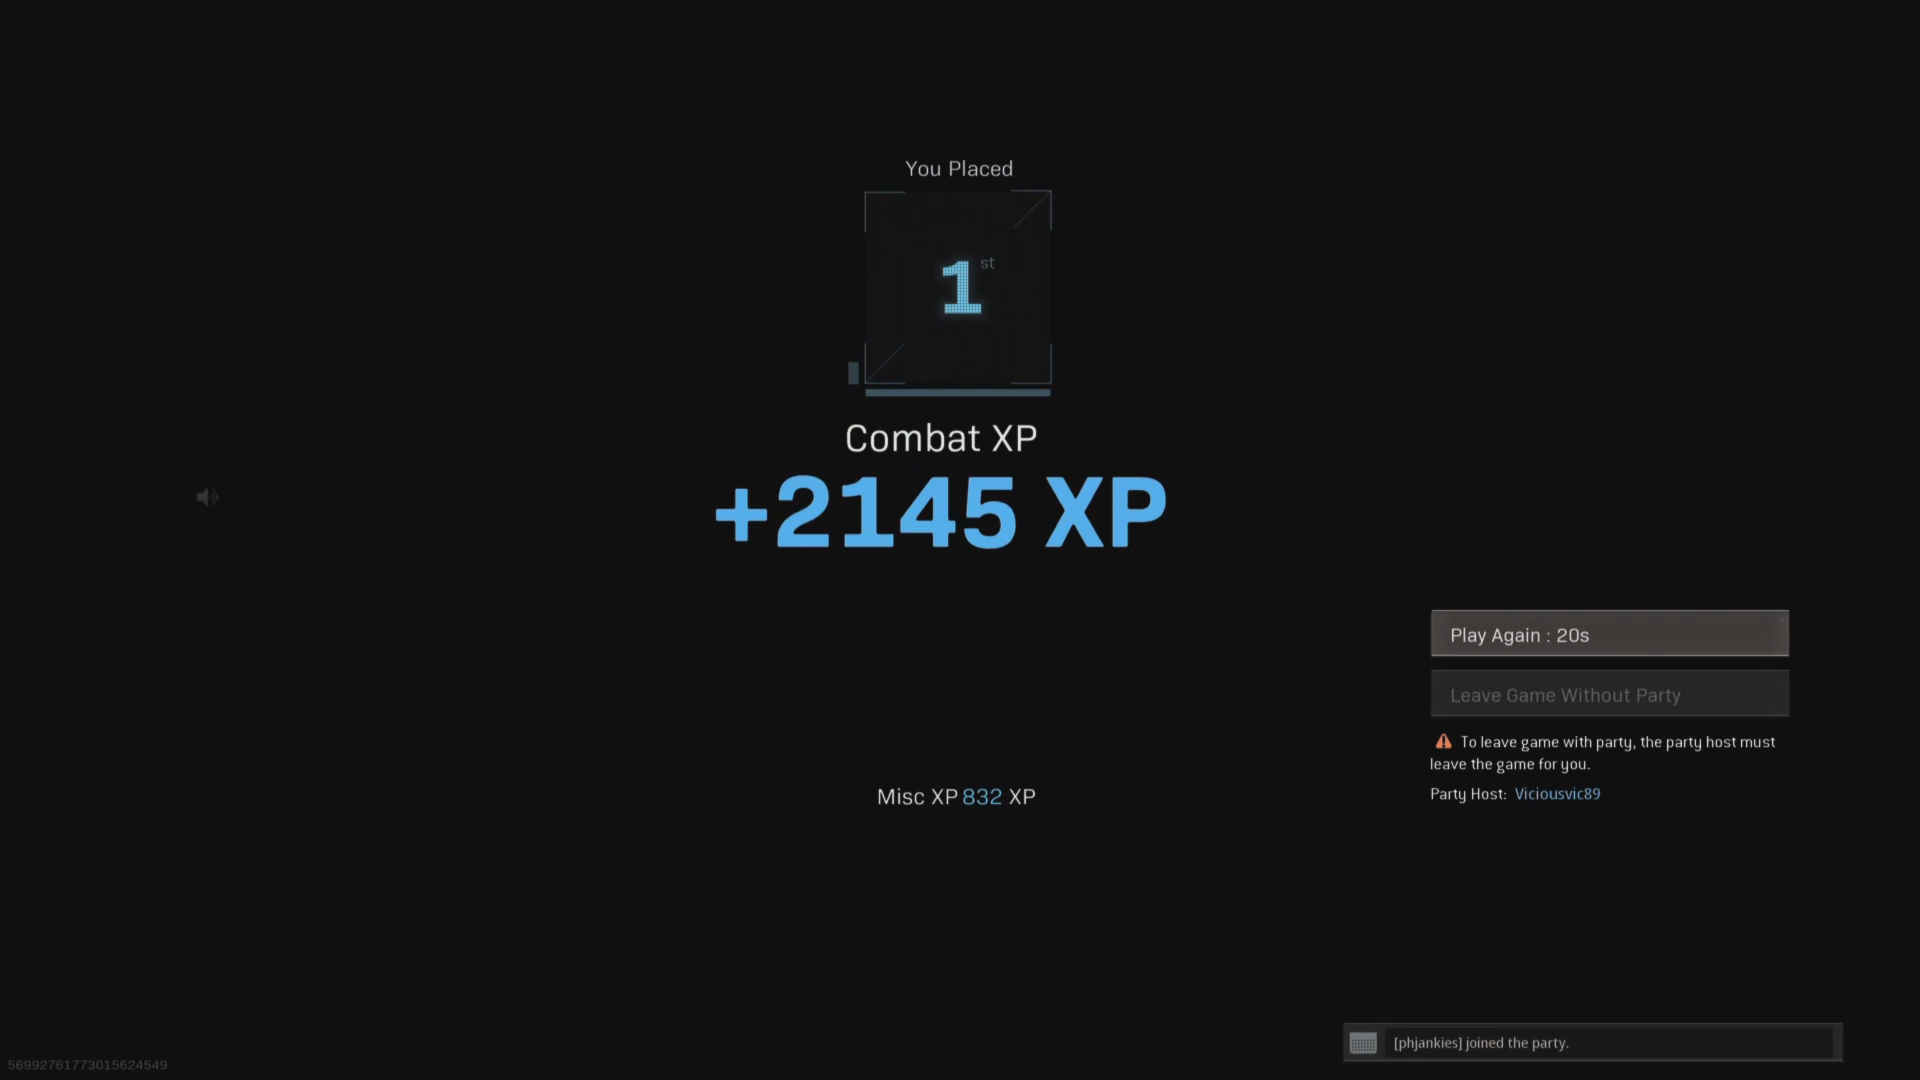 You Placed
1st
Combat XP
+2145 XP
Play Again : 20s
Leave Game Without Party
To leave game with party, the party host must
leave the game for you.
Party Host: Viciousvic89
Misc XP 832 XP
[phjankies] joined the party.
56992761773015624549